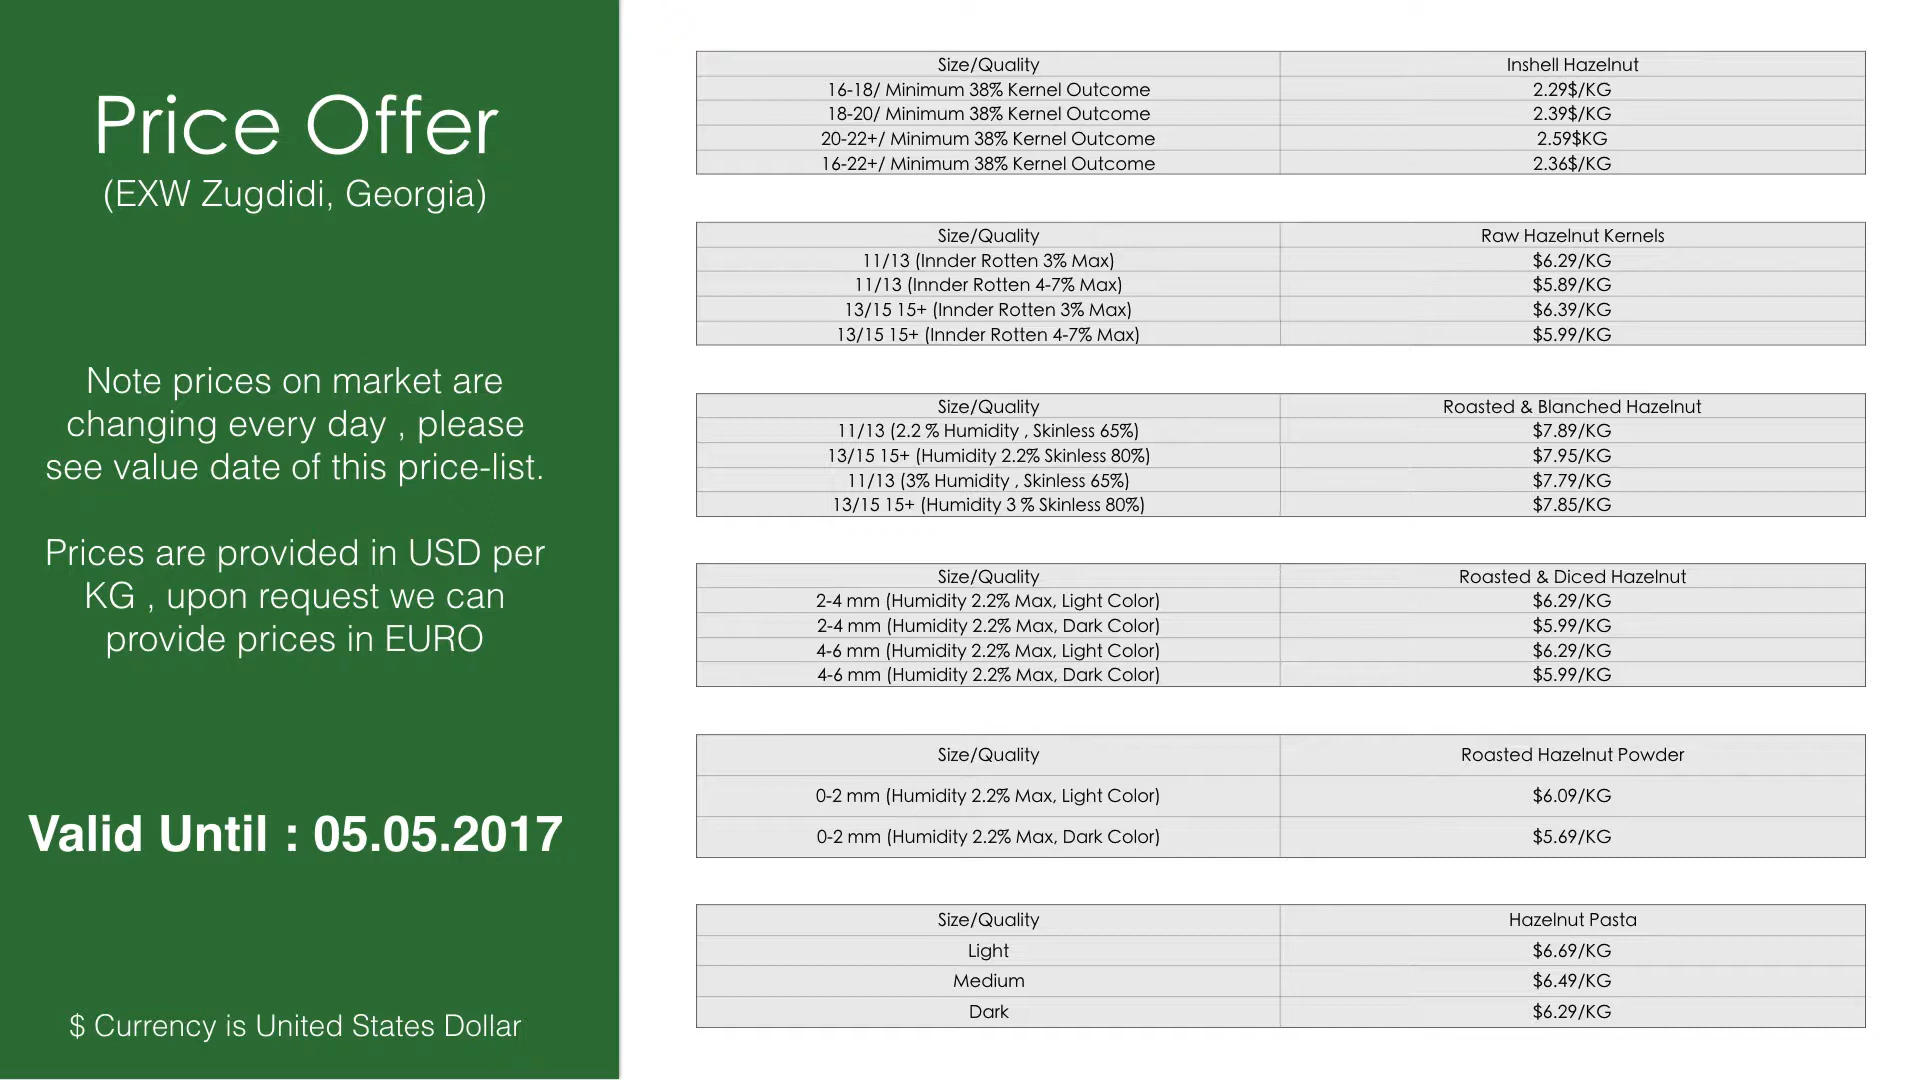 Price Offer
(EXW Zugdidi, Georgia)
Note prices on market are
changing every day , please
see value date of this price-list.
Prices are provided in USD per
KG , upon request we can
provide prices in EURO
Valid Until : 05.05.2017
$ Currency is United States Dollar
Size/Quality Inshell Hazelnut
16-18/ Minimum 38% Kernel Outcome 2.29$/KG
18-20/ Minimum 38% Kernel Outcome 2.39$/KG
20-22+/ Minimum 38% Kernel Outcome 2.59$KG
16-22+/ Minimum 38% Kernel Outcome 2.36$/KG
Size/Quality Raw Hazelnut Kernels
11/13 (Innder Rotten 3% Max) $6.29/KG
11/13 (Innder Rotten 4-7% Max) $5.89/KG
13/15 15+ (Innder Rotten 3% Max) $6.39/KG
13/15 15+ (Innder Rotten 4-7% Max) $5.99/KG
Size/Quality Roasted & Blanched Hazelnut
11/13 (2.2 % Humidity , Skinless 65%) $7.89/KG
13/15 15+ (Humidity 2.2% Skinless 80%) $7.95/KG
11/13 (3% Humidity , Skinless 65%) $7.79/KG
13/15 15+ (Humidity 3 % Skinless 80%) $7.85/KG
Size/Quality Roasted & Diced Hazelnut
2-4 mm (Humidity 2.2% Max, Light Color) $6.29/KG
2-4 mm (Humidity 2.2% Max, Dark Color) $5.99/KG
4-6 mm (Humidity 2.2% Max, Light Color) $6.29/KG
4-6 mm (Humidity 2.2% Max, Dark Color) $5.99/KG
Size/Quality Roasted Hazelnut Powder
0-2 mm (Humidity 2.2% Max, Light Color) $6.09/KG
0-2 mm (Humidity 2.2% Max, Dark Color) $5.69/KG
Size/Quality Hazelnut Pasta
Light $6.69/KG
Medium $6.49/KG
Dark $6.29/KG